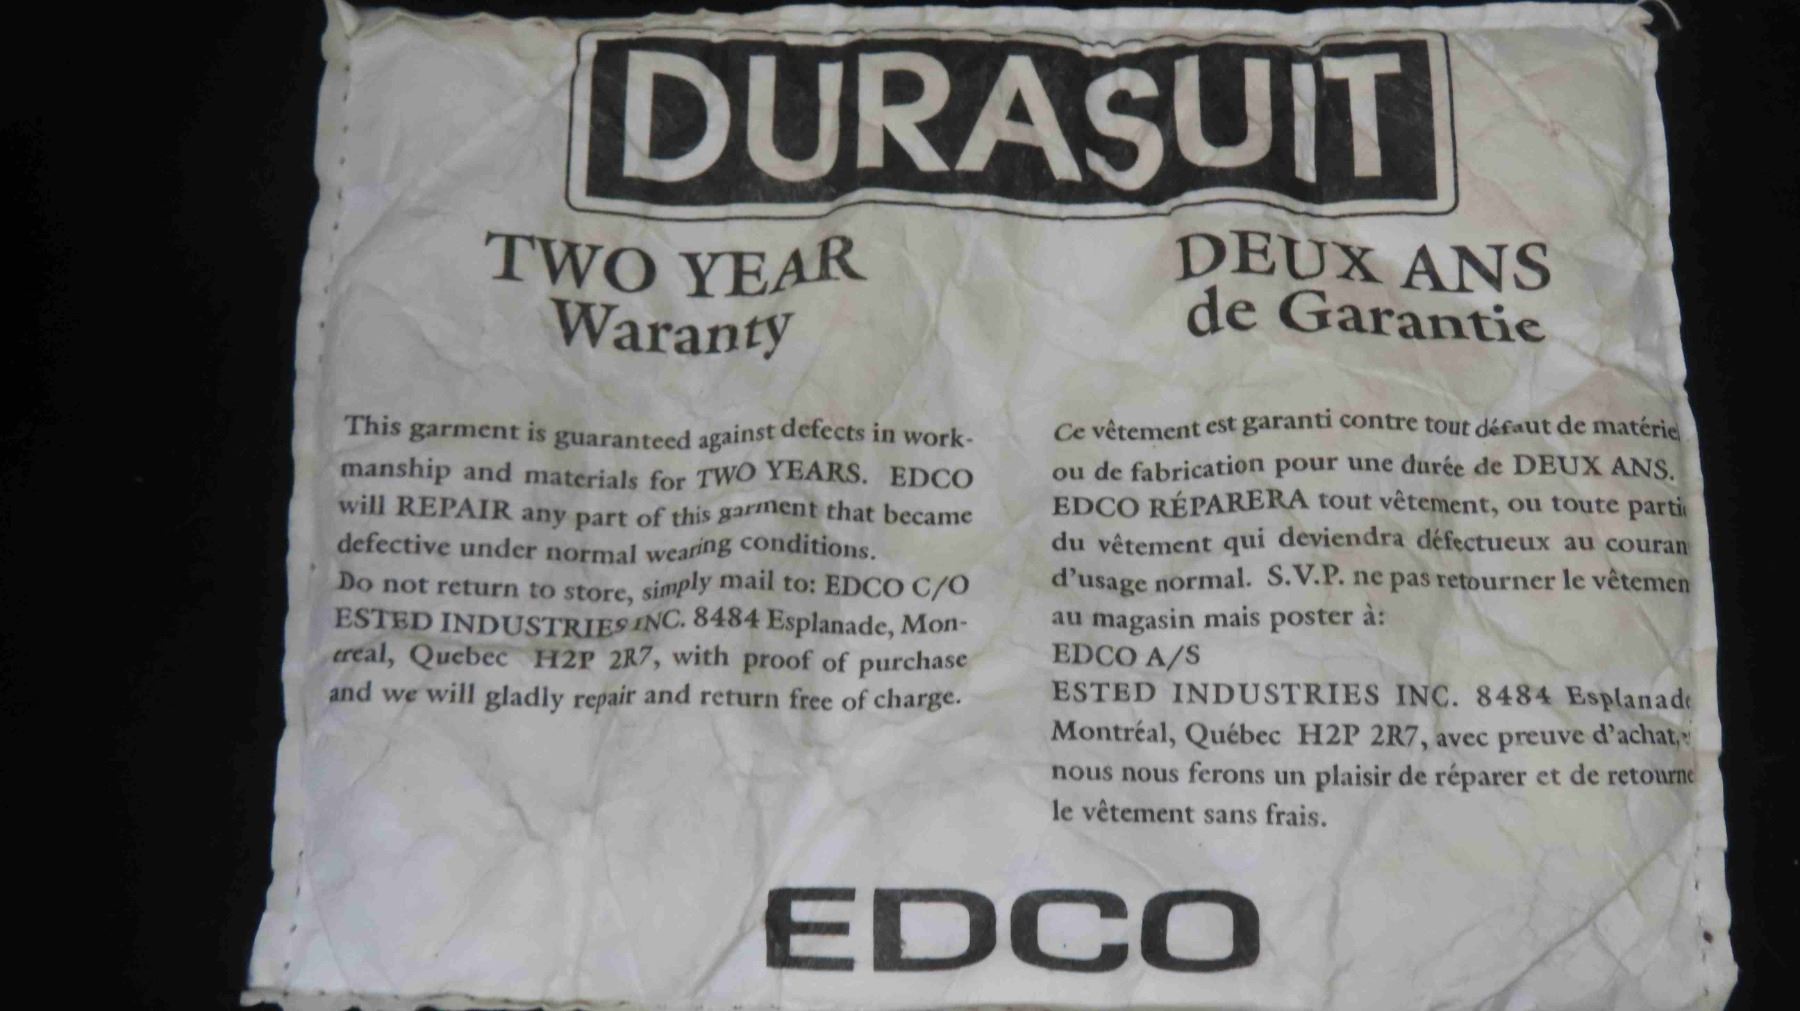 DURASUIT
TWO YEAR
Waranty
This garment is guaranteed against defects in work-
manship and materials for TWO YEARS. EDCO
will REPAIR any part of this garment that became
defective under normal wearing conditions.
Do not return to store, simply mail to: EDCO C/O
ESTED INDUSTRIES INC. 8484 Esplanade, Mon-
treal, Quebec H2P 2R7, with proof of purchase
and we will gladly repair and return free of charge.
DEUX ANS
de Garantie
Ce vêtement est garanti contre tout défaut de matériel
ou de fabrication pour une durée de DEUX ANS.
EDCO RÉPARERA tout vêtement, ou toute parti
du vêtement qui deviendra défectueux au couran
d'usage normal. S.V.P. ne pas retourner le vêtemen
au magasin mais poster à:
EDCO A/S
ESTED INDUSTRIES INC. 8484 Esplanade
Montréal, Québec H2P 2R7, avec preuve d'achat,
nous nous ferons un plaisir de réparer et de retourne
le vêtement sans frais.
EDCO